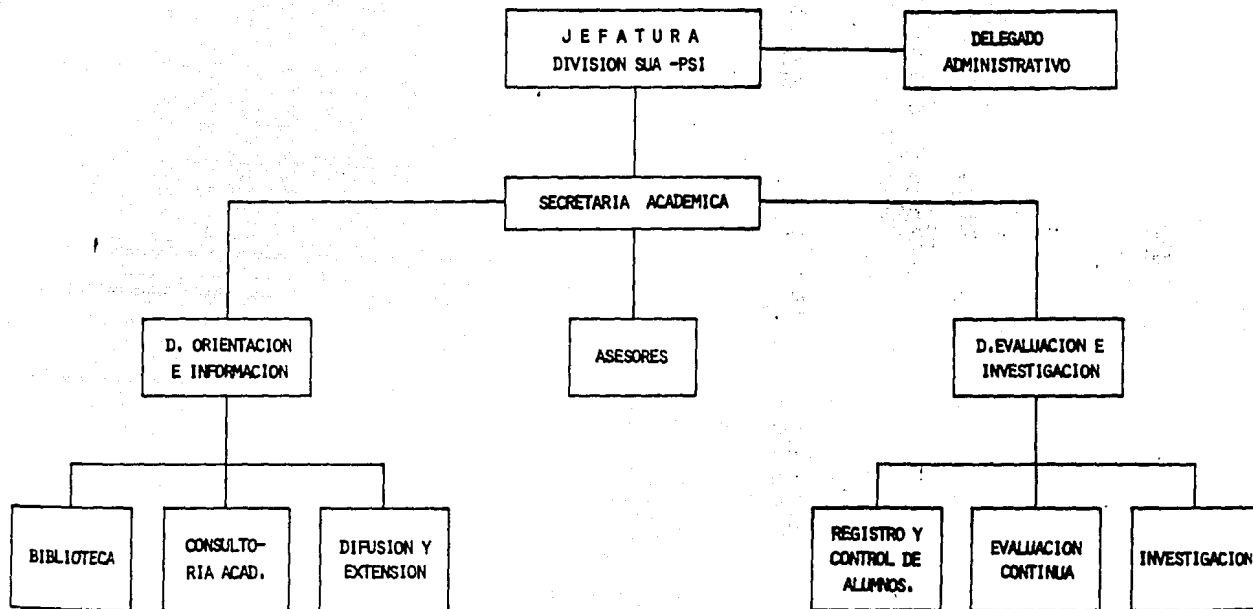 J E F A T U R A
DIVISION SUA -PSI
DELEGADO
ADMINISTRATIVO
SECRETARIA ACADEMICA
D. ORIENTACION
E INFORMACION
ASESORES
D.EVALUACION E
INVESTIGACION
BIBLIOTECA
CONSULTO-
RIA ACAD.
DIFUSION Y
EXTENSION
REGISTRO Y
CONTROL DE
ALUMNOS.
EVALUACION
CONTINUA
INVESTIGACION